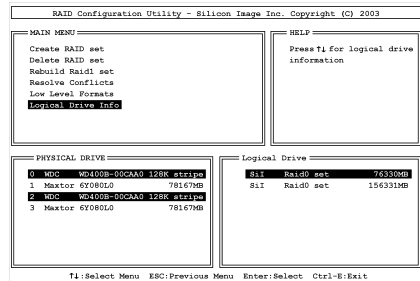 RAID Configuration Utility - Silicon Image Inc. Copyright (C) 2003
MAIN MENU
Create RAID set
Delete RAID set
Rebuild Raid1 set
Resolve Conflicts
Low Level Formats
Logical Drive Info
HELP
Press ↑↓ for logical drive
information
PHYSICAL DRIVE
0 WDC WD400B-00CAA0 128K stripe
1 Maxtor 6Y080L0 78167MB
2 WDC WD400B-00CAA0 128K stripe
3 Maxtor 6Y080L0 78167MB
Logical Drive
SiI Raid0 set 76330MB
SiI Raid0 set 156331MB
↑↓:Select Menu ESC:Previous Menu Enter:Select Ctrl-E:Exit